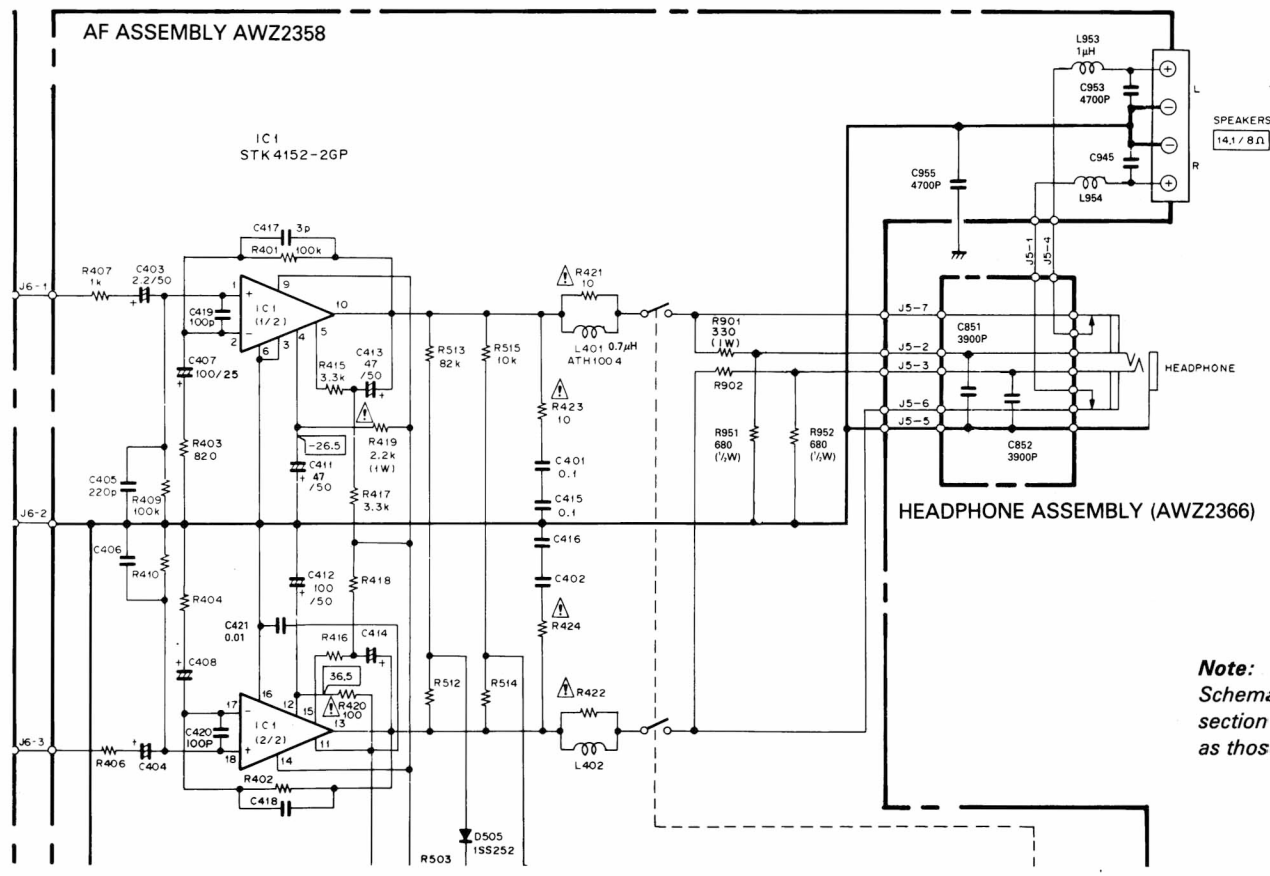 AF ASSEMBLY AWZ2358
IC1
STK4152-2GP
L953
1μH
C953
4700P
L
SPEAKERS
14,1/8Ω
C945
R
C955
4700P
L954
C417
3p
R401
100k
R421
10
J5-1
J5-4
J6-1
R407
1k
C403
2.2/50
+
1
+
9
IC1
(1/2)
10
C419
100p
2
−
6
3
4
5
C407
100/25
+
R415
3.3k
C413
47
/50
+
R513
82k
R515
10k
L401
0.7μH
ATH1004
R901
330
(1W)
J5-7
J5-2
J5-3
J5-6
J5-5
C851
3900P
HEADPHONE
R902
R423
10
R403
820
−26.5
R419
2.2k
(1W)
R951
680
(½W)
R952
680
(½W)
C852
3900P
C405
220p
R409
100k
C411
47
/50
+
R417
3.3k
C401
0.1
C415
0.1
HEADPHONE ASSEMBLY (AWZ2366)
J6-2
C406
R410
C416
R404
C412
100
/50
+
R418
C402
C421
0.01
R416
C414
+
R424
C408
+
36,5
R512
R514
R422
Note:
Schema
section
as thos
16
12
15
R420
100
17
−
C420
100P
IC1
(2/2)
13
11
18
+
14
J6-3
R406
+
C404
R402
C418
L402
D505
1SS252
R503